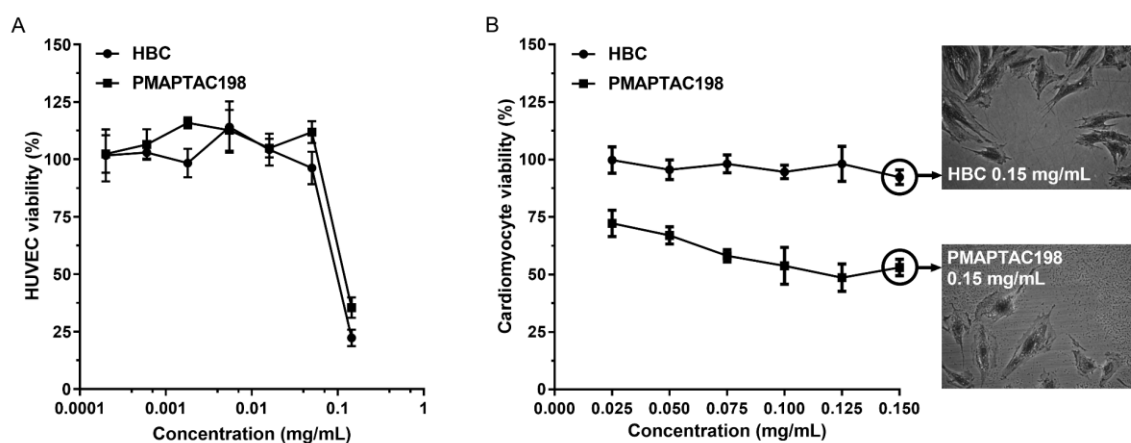 A
HBC
PMAPTAC198
HUVEC viability (%)
150
125
100
75
50
25
0
0.0001
0.001
0.01
0.1
1
Concentration (mg/mL)
B
HBC
PMAPTAC198
Cardiomyocyte viability (%)
150
125
100
75
50
25
0
0.000
0.025
0.050
0.075
0.100
0.125
0.150
Concentration (mg/mL)
HBC 0.15 mg/mL
PMAPTAC198
0.15 mg/mL